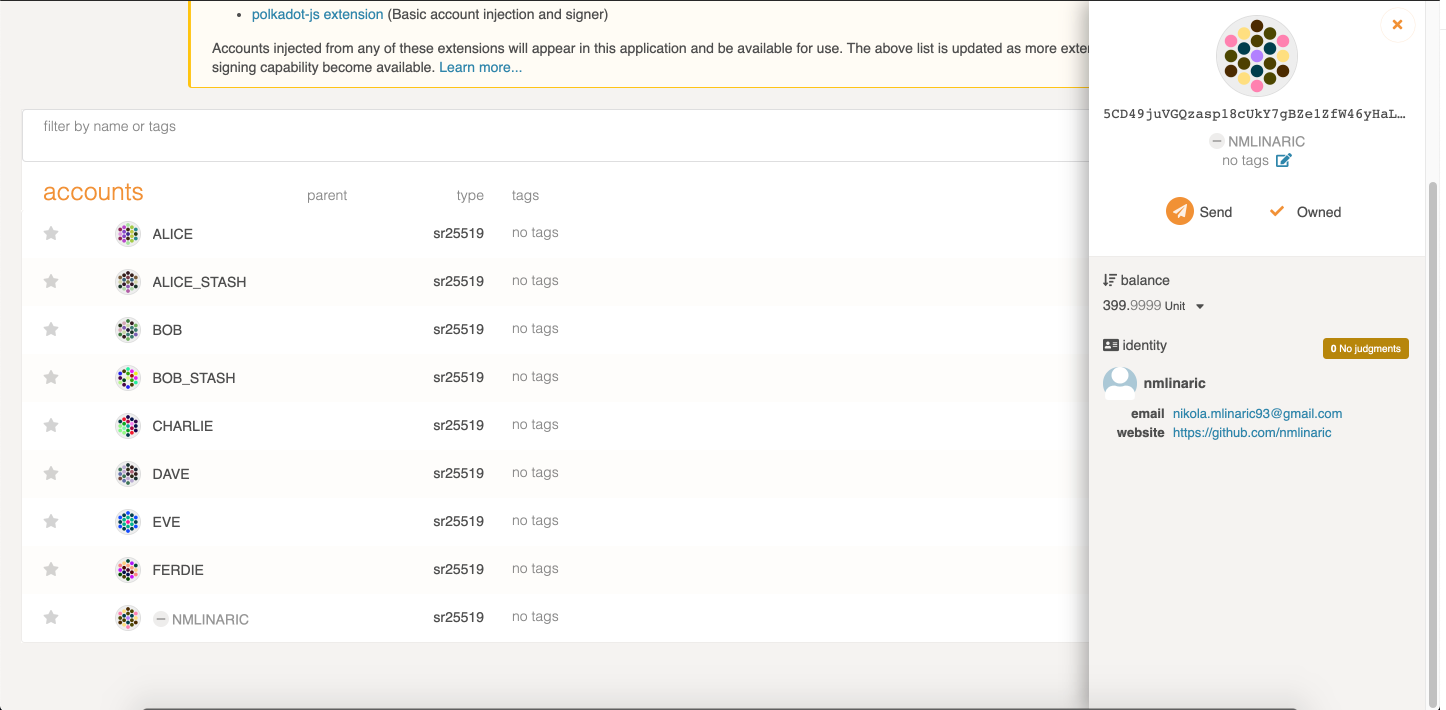 • polkadot-js extension (Basic account injection and signer)
Accounts injected from any of these extensions will appear in this application and be available for use. The above list is updated as more
signing capability become available. Learn more...
filter by name or tags
accounts parent type tags
ALICE sr25519 no tags
ALICE_STASH sr25519 no tags
BOB sr25519 no tags
BOB_STASH sr25519 no tags
CHARLIE sr25519 no tags
DAVE sr25519 no tags
EVE sr25519 no tags
FERDIE sr25519 no tags
NMLINARIC sr25519 no tags
5CD49juVGQzasp18cUkY7gBZe1ZfW46yHaL…
NMLINARIC
no tags
Send Owned
balance
399.9999 Unit
identity 0 No judgments
nmlinaric
email nikola.mlinaric93@gmail.com
website https://github.com/nmlinaric